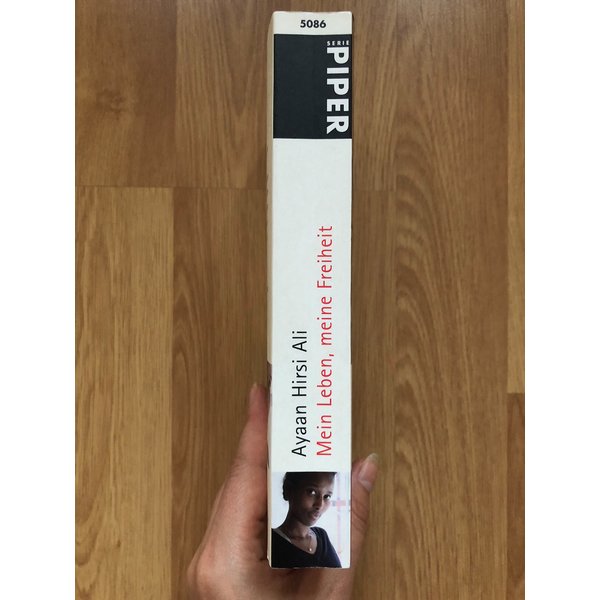 5086
SERIE
PIPER
Ayaan Hirsi Ali
Mein Leben, meine Freiheit